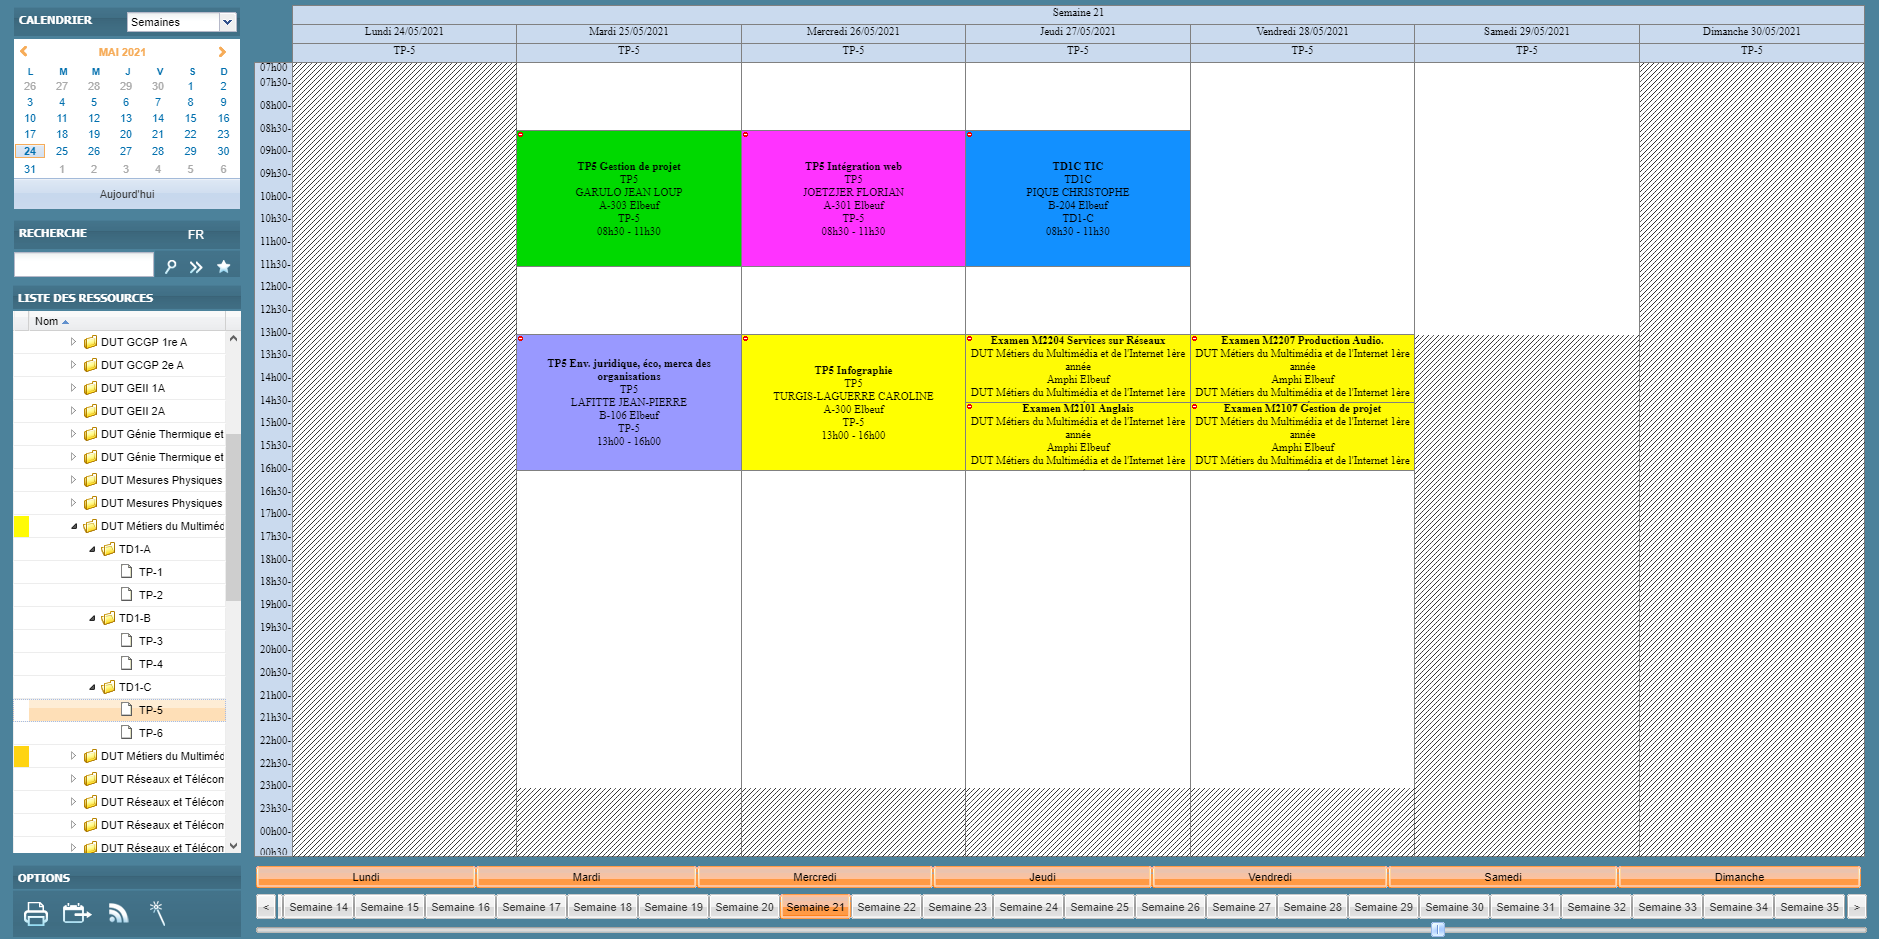 CALENDRIER
Semaines
MAI 2021
L M M J V S D
26 27 28 29 30 1 2
3 4 5 6 7 8 9
10 11 12 13 14 15 16
17 18 19 20 21 22 23
24 25 26 27 28 29 30
31 1 2 3 4 5 6
Aujourd'hui
RECHERCHE FR
LISTE DES RESSOURCES
Nom
DUT GCGP 1re A
DUT GCGP 2e A
DUT GEII 1A
DUT GEII 2A
DUT Génie Thermique et
DUT Génie Thermique et
DUT Mesures Physiques
DUT Mesures Physiques
DUT Métiers du Multiméd
TD1-A
TP-1
TP-2
TD1-B
TP-3
TP-4
TD1-C
TP-5
TP-6
DUT Métiers du Multiméd
DUT Réseaux et Télécom
DUT Réseaux et Télécom
DUT Réseaux et Télécom
DUT Réseaux et Télécom
OPTIONS
Semaine 21
Lundi 24/05/2021 Mardi 25/05/2021 Mercredi 26/05/2021 Jeudi 27/05/2021 Vendredi 28/05/2021 Samedi 29/05/2021 Dimanche 30/05/2021
TP-5 TP-5 TP-5 TP-5 TP-5 TP-5 TP-5
07h00
07h30-
08h00-
08h30-
09h00-
09h30-
10h00-
10h30-
11h00-
11h30-
12h00-
12h30-
13h00-
13h30-
14h00-
14h30-
15h00-
15h30-
16h00-
16h30-
17h00-
17h30-
18h00-
18h30-
19h00-
19h30-
20h00-
20h30-
21h00-
21h30-
22h00-
22h30-
23h00-
23h30-
00h00-
00h30
TP5 Gestion de projet
TP5
GARULO JEAN LOUP
A-303 Elbeuf
TP-5
08h30 - 11h30
TP5 Env. juridique, éco, merca des
organisations
TP5
LAFITTE JEAN-PIERRE
B-106 Elbeuf
TP-5
13h00 - 16h00
TP5 Intégration web
TP5
JOETZJER FLORIAN
A-301 Elbeuf
TP-5
08h30 - 11h30
TP5 Infographie
TP5
TURGIS-LAGUERRE CAROLINE
A-300 Elbeuf
TP-5
13h00 - 16h00
TD1C TIC
TD1C
PIQUE CHRISTOPHE
B-204 Elbeuf
TD1-C
08h30 - 11h30
Examen M2204 Services sur Réseaux
DUT Métiers du Multimédia et de l'Internet 1ère
année
Amphi Elbeuf
DUT Métiers du Multimédia et de l'Internet 1ère
Examen M2101 Anglais
DUT Métiers du Multimédia et de l'Internet 1ère
année
Amphi Elbeuf
DUT Métiers du Multimédia et de l'Internet 1ère
Examen M2207 Production Audio.
DUT Métiers du Multimédia et de l'Internet 1ère
année
Amphi Elbeuf
DUT Métiers du Multimédia et de l'Internet 1ère
Examen M2107 Gestion de projet
DUT Métiers du Multimédia et de l'Internet 1ère
année
Amphi Elbeuf
DUT Métiers du Multimédia et de l'Internet 1ère
Lundi Mardi Mercredi Jeudi Vendredi Samedi Dimanche
< Semaine 14 Semaine 15 Semaine 16 Semaine 17 Semaine 18 Semaine 19 Semaine 20 Semaine 21 Semaine 22 Semaine 23 Semaine 24 Semaine 25 Semaine 26 Semaine 27 Semaine 28 Semaine 29 Semaine 30 Semaine 31 Semaine 32 Semaine 33 Semaine 34 Semaine 35 >